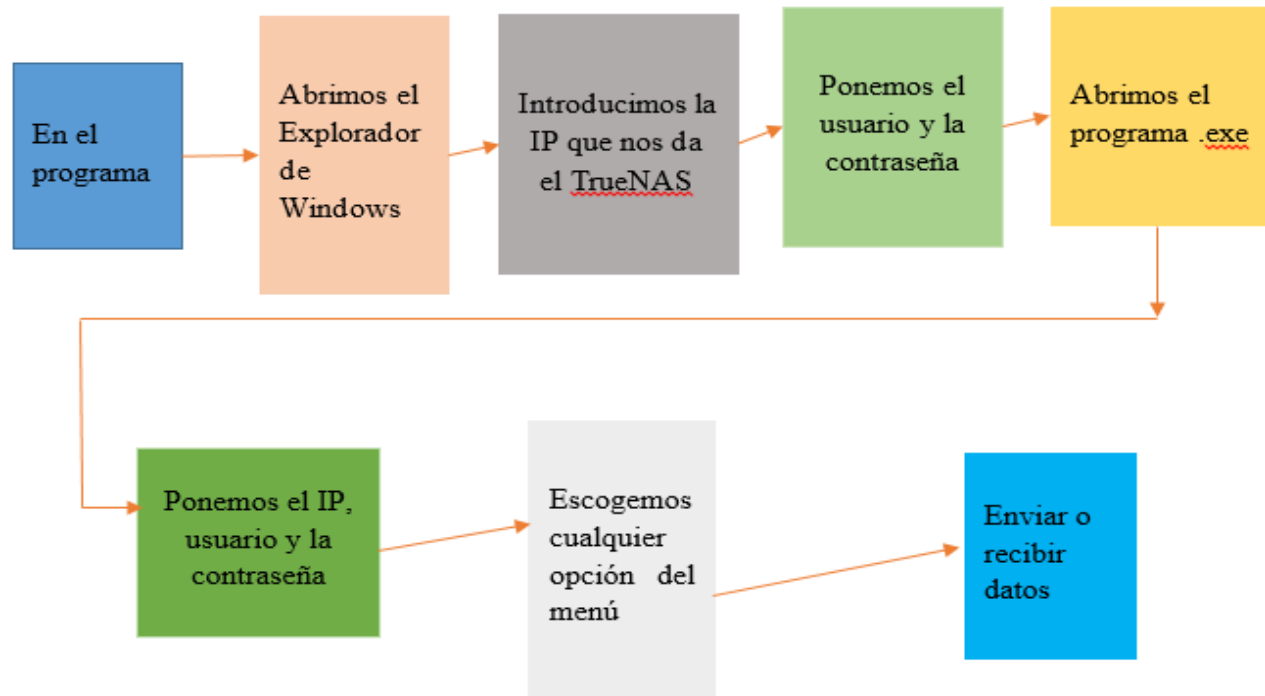 En el
programa
Abrimos el
Explorador
de
Windows
Introducimos la
IP que nos da
el TrueNAS
Ponemos el
usuario y la
contraseña
Abrimos el
programa .exe
Ponemos el IP,
usuario y la
contraseña
Escogemos
cualquier
opción del
menú
Enviar o
recibir
datos